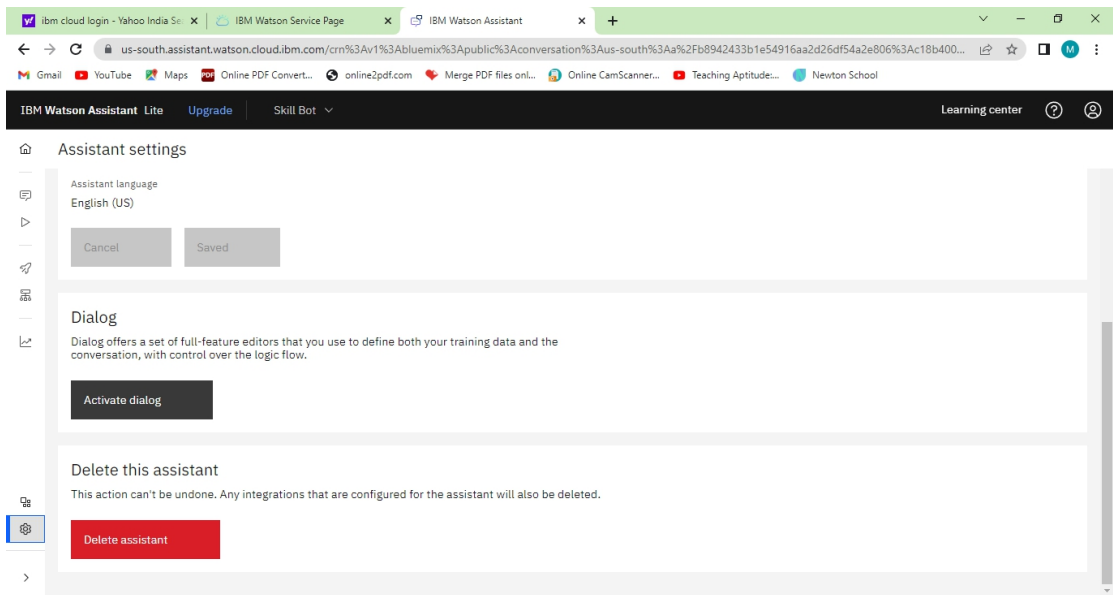 ibm cloud login - Yahoo India Se
IBM Watson Service Page
IBM Watson Assistant
us-south.assistant.watson.cloud.ibm.com/crn%3Av1%3Abluemix%3Apublic%3Aconversation%3Aus-south%3Aa%2Fb8942433b1e54916aa2d26df54a2e806%3Ac18b400...
M
Gmail
YouTube
Maps
PDF
Online PDF Convert...
online2pdf.com
Merge PDF files onl...
Online CamScanner...
Teaching Aptitude:...
Newton School
IBM Watson Assistant Lite
Upgrade
Skill Bot
Learning center
Assistant settings
Assistant language
English (US)
Cancel
Saved
Dialog
Dialog offers a set of full-feature editors that you use to define both your training data and the
conversation, with control over the logic flow.
Activate dialog
Delete this assistant
This action can't be undone. Any integrations that are configured for the assistant will also be deleted.
Delete assistant